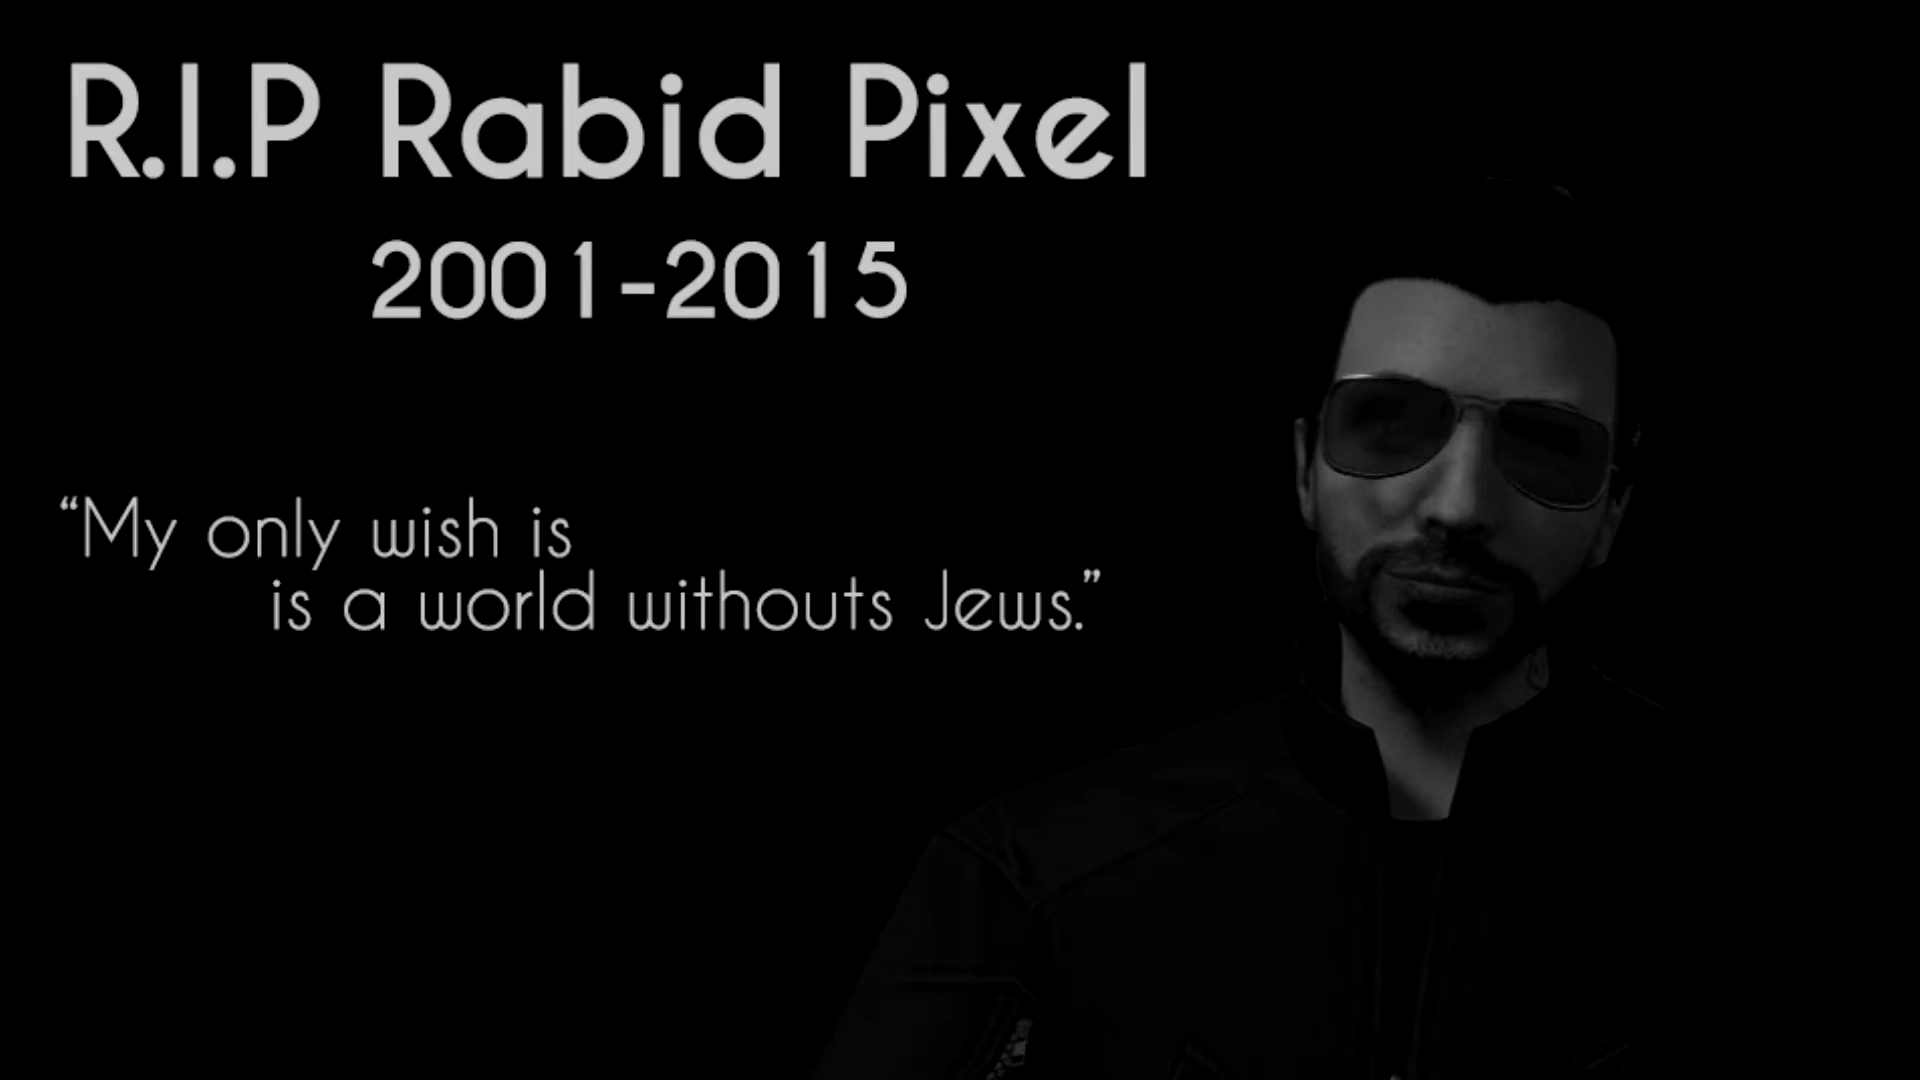 R.I.P Rabid Pixel
2001-2015
“My only wish is
is a world withouts Jews.”